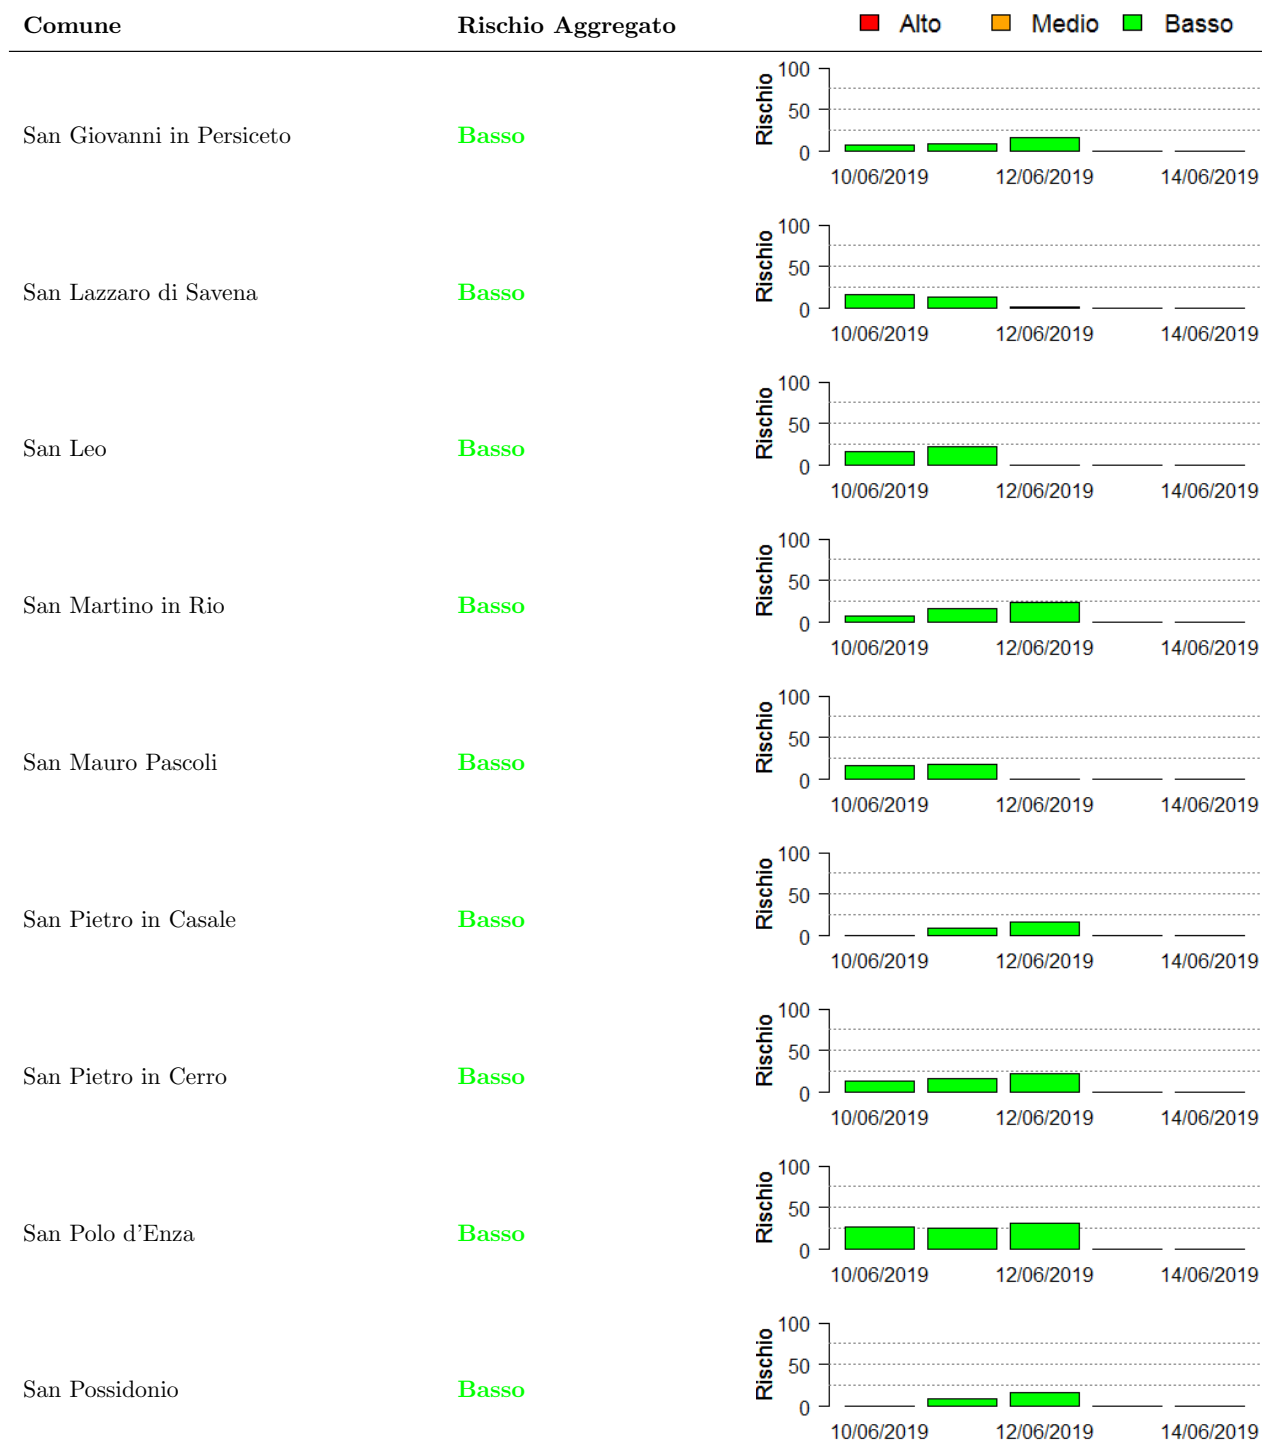 Comune Rischio Aggregato Alto Medio Basso
100
50
0
Rischio
San Giovanni in Persiceto Basso
10/06/2019 12/06/2019 14/06/2019
100
50
0
Rischio
San Lazzaro di Savena Basso
10/06/2019 12/06/2019 14/06/2019
100
50
0
Rischio
San Leo Basso
10/06/2019 12/06/2019 14/06/2019
100
50
0
Rischio
San Martino in Rio Basso
10/06/2019 12/06/2019 14/06/2019
100
50
0
Rischio
San Mauro Pascoli Basso
10/06/2019 12/06/2019 14/06/2019
100
50
0
Rischio
San Pietro in Casale Basso
10/06/2019 12/06/2019 14/06/2019
100
50
0
Rischio
San Pietro in Cerro Basso
10/06/2019 12/06/2019 14/06/2019
100
50
0
Rischio
San Polo d'Enza Basso
10/06/2019 12/06/2019 14/06/2019
100
50
0
Rischio
San Possidonio Basso
10/06/2019 12/06/2019 14/06/2019